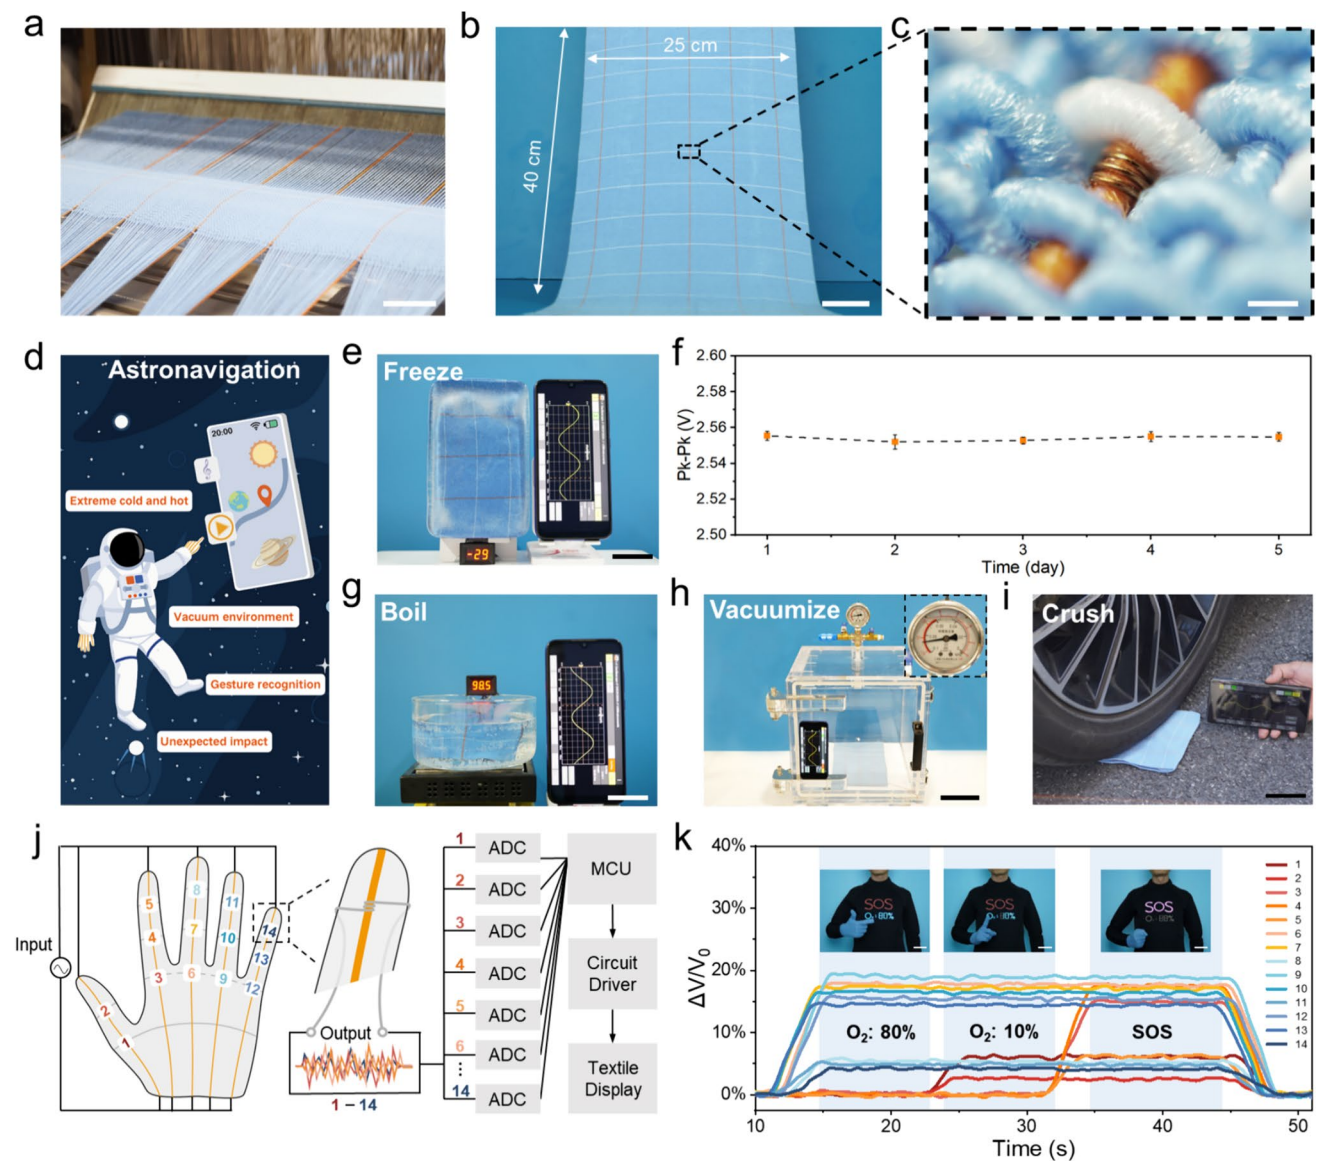 a
b
c
25 cm
40 cm
d
Astronavigation
20:00
Extreme cold and hot
Vacuum environment
Gesture recognition
Unexpected impact
e
Freeze
-29
f
2.60
2.58
2.56
2.54
2.52
2.50
Pk-Pk (V)
1
2
3
4
5
Time (day)
g
Boil
98.5
h
Vacuumize
i
Crush
j
Input
1
2
3
4
5
6
7
8
9
10
11
12
13
14
Output
1 – 14
1
ADC
2
ADC
3
ADC
4
ADC
5
ADC
6
ADC
14
ADC
MCU
Circuit
Driver
Textile
Display
k
40%
30%
20%
10%
0%
ΔV/V0
SOS
O2: 80%
SOS
O2: 10%
SOS
O2: 80%
O2: 10%
SOS
1
2
3
4
5
6
7
8
9
10
11
12
13
14
10
20
30
40
50
Time (s)